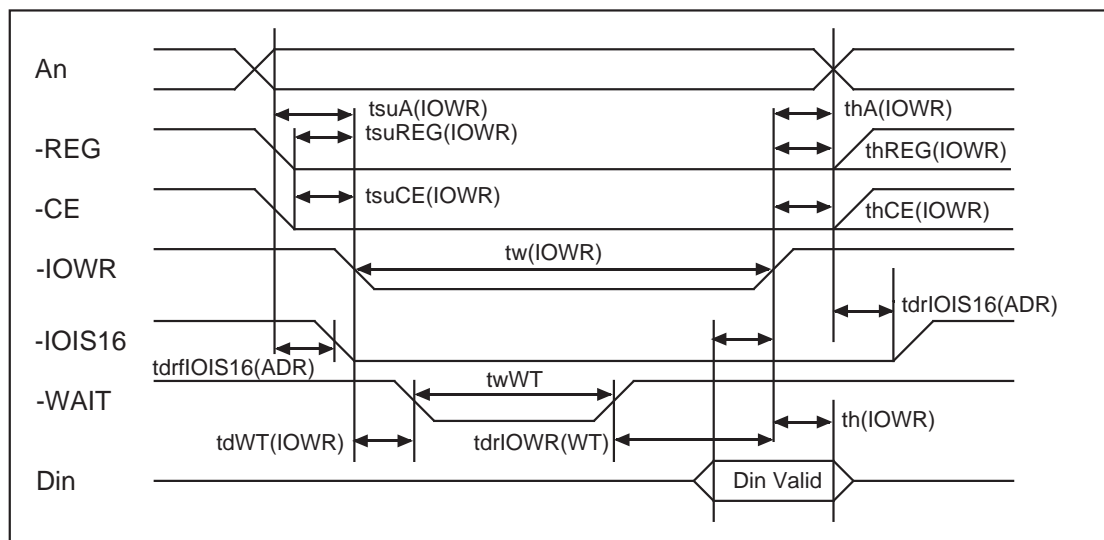 An
tsuA(IOWR)
thA(IOWR)
tsuREG(IOWR)
-REG
thREG(IOWR)
-CE
tsuCE(IOWR)
thCE(IOWR)
-IOWR
tw(IOWR)
tdrIOIS16(ADR)
-IOIS16
tdrfIOIS16(ADR)
twWT
-WAIT
tdWT(IOWR)
tdrIOWR(WT)
th(IOWR)
Din
Din Valid